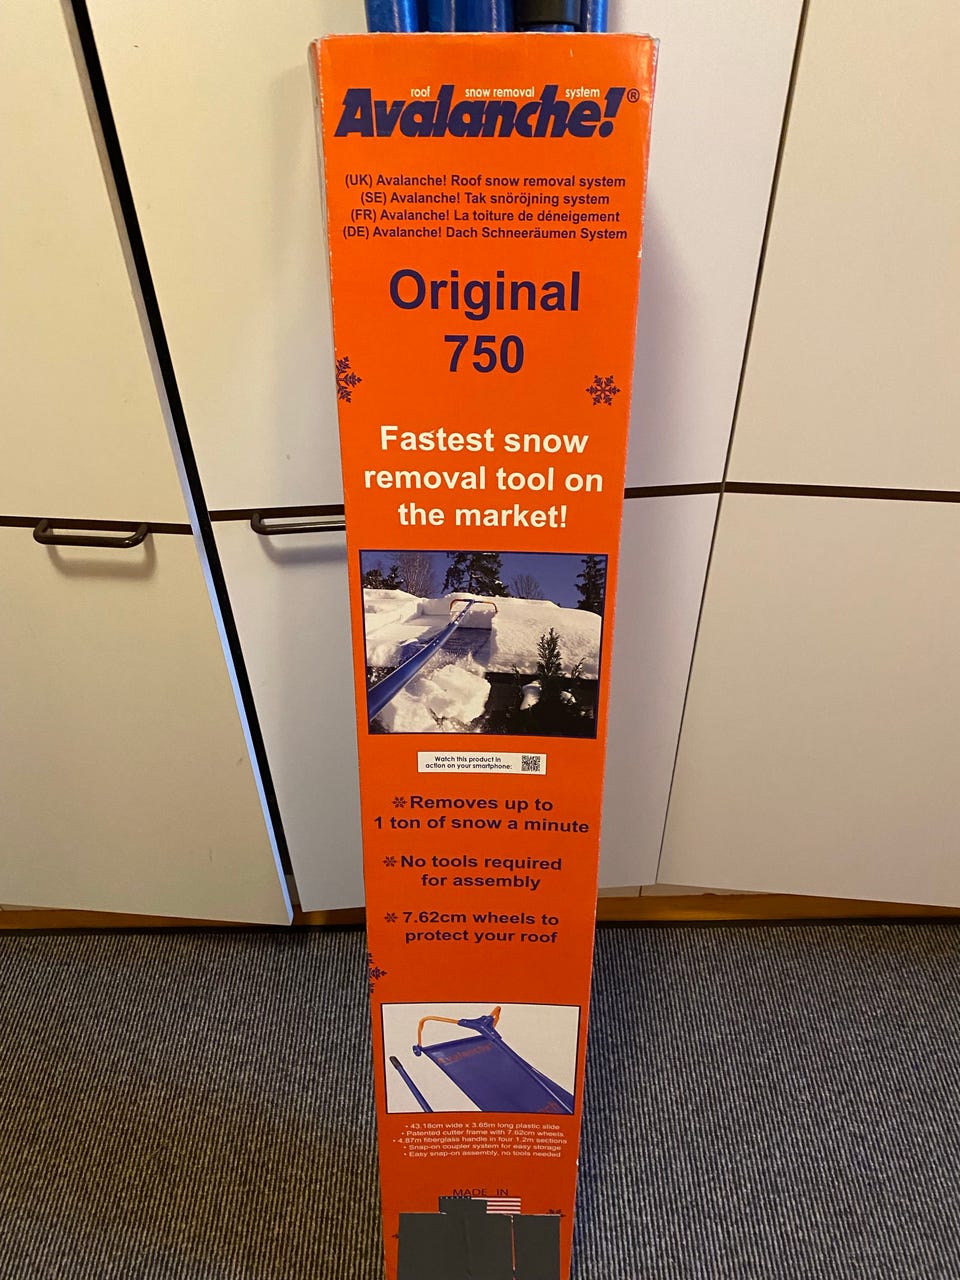 roof snow removal system
Avalanche!®
(UK) Avalanche! Roof snow removal system
(SE) Avalanche! Tak snöröjning system
(FR) Avalanche! La toiture de déneigement
(DE) Avalanche! Dach Schneeräumen System
Original
750
Fastest snow
removal tool on
the market!
Watch this product in
action on your smartphone:
Removes up to
1 ton of snow a minute
No tools required
for assembly
7.62cm wheels to
protect your roof
• 43.18cm wide x 3.65m long plastic slide
• Patented cutter frame with 7.62cm wheels
• 4.87m fiberglass handle in four 1.2m sections
• Snap-on coupler system for easy storage
• Easy snap-on assembly, no tools needed
MADE IN